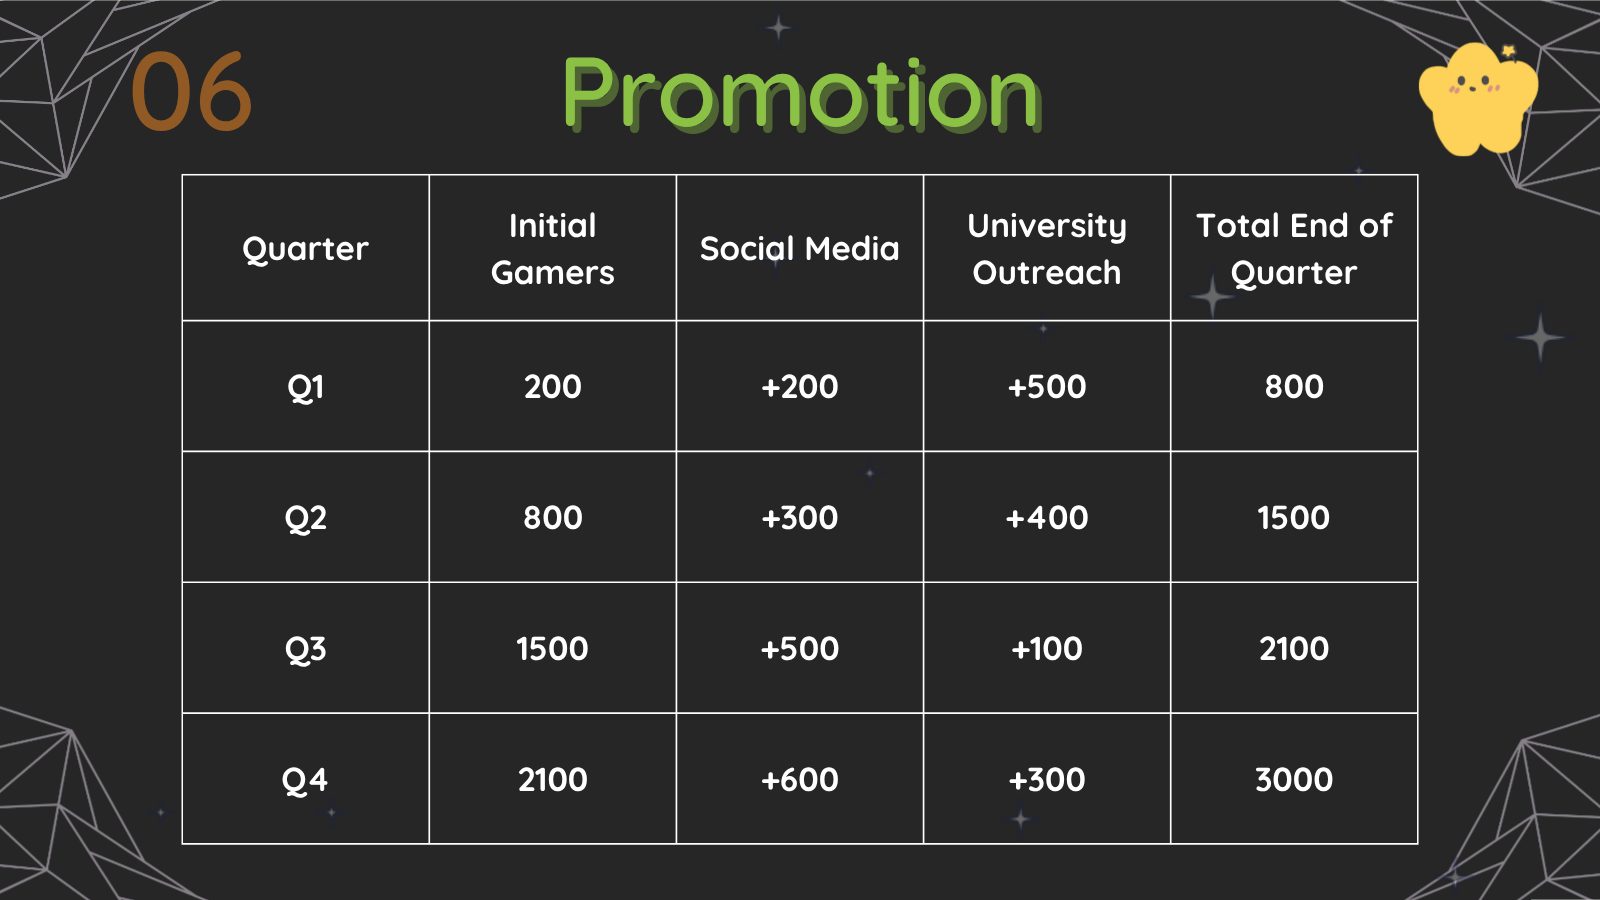 06
Promotion
Quarter
Initial
Gamers
Social Media
University
Outreach
Total End of
Quarter
Q1 200 +200 +500 800
Q2 800 +300 +400 1500
Q3 1500 +500 +100 2100
Q4 2100 +600 +300 3000